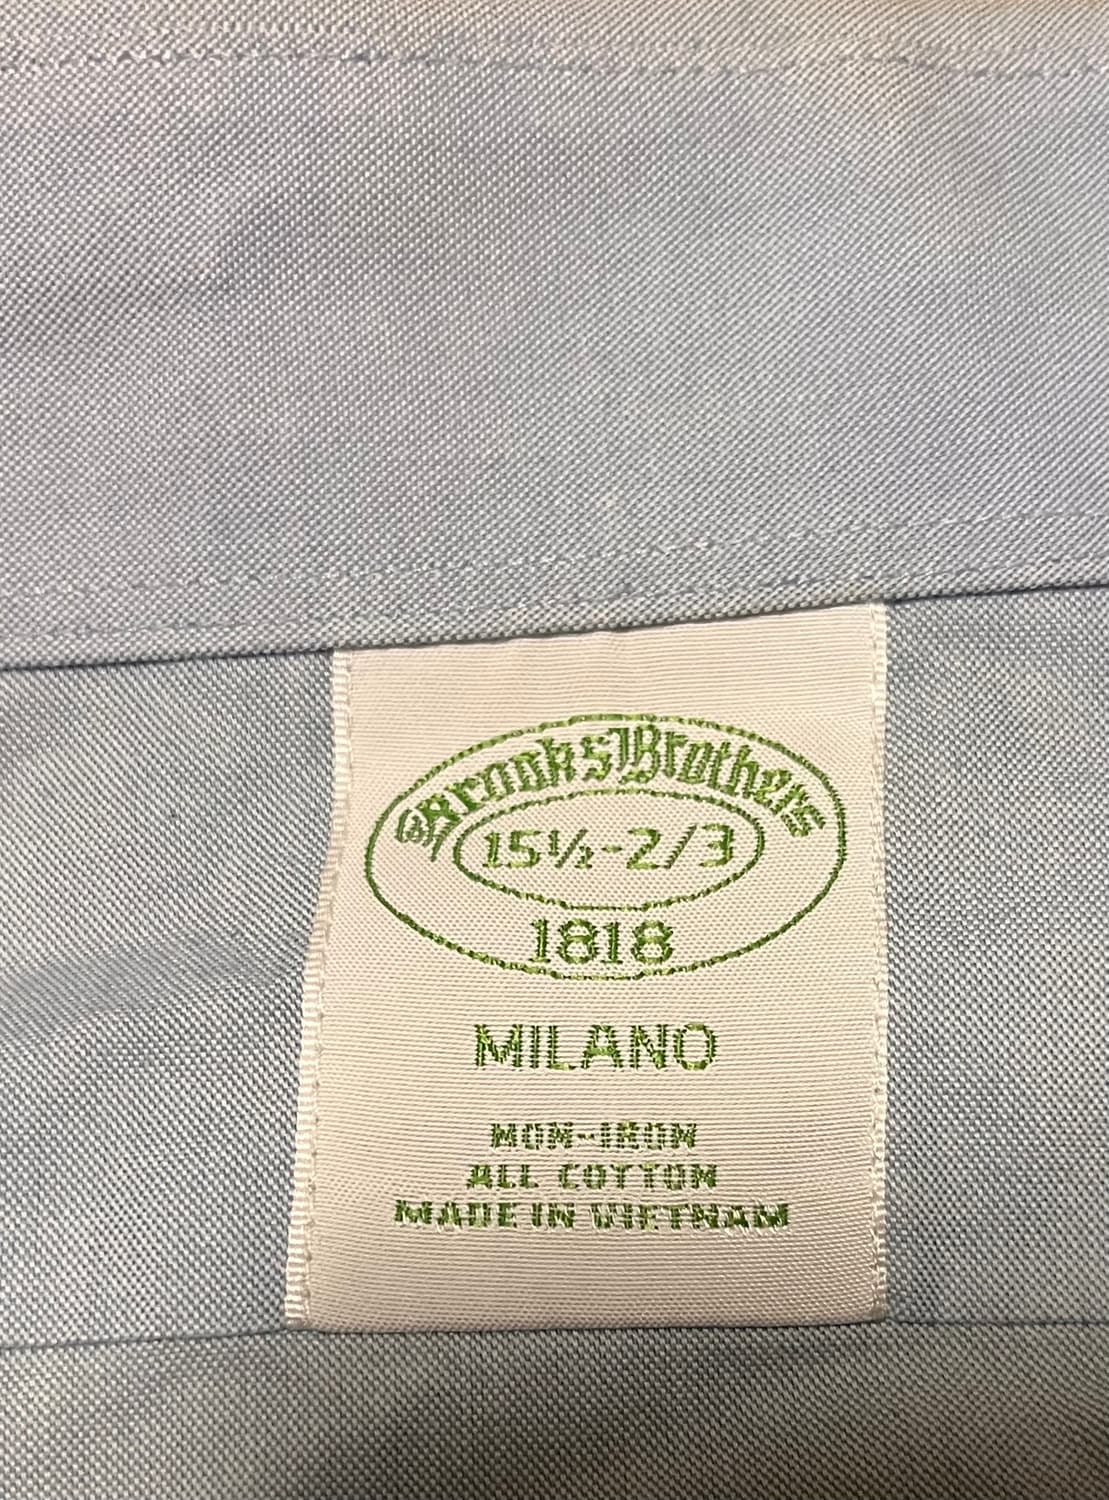 Brooks Brothers
15½-2/3
1818
MILANO
NON-IRON
ALL COTTON
MADE IN VIETNAM